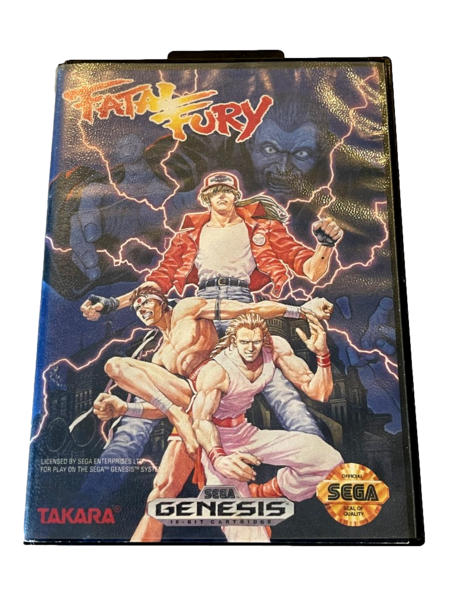 FATAL FURY
LICENSED BY SEGA ENTERPRISES LTD.
FOR PLAY ON THE SEGA™ GENESIS™ SYSTEM
TAKARA®
SEGA
GENESIS
16-BIT CARTRIDGE
OFFICIAL
SEGA
SEAL OF
QUALITY